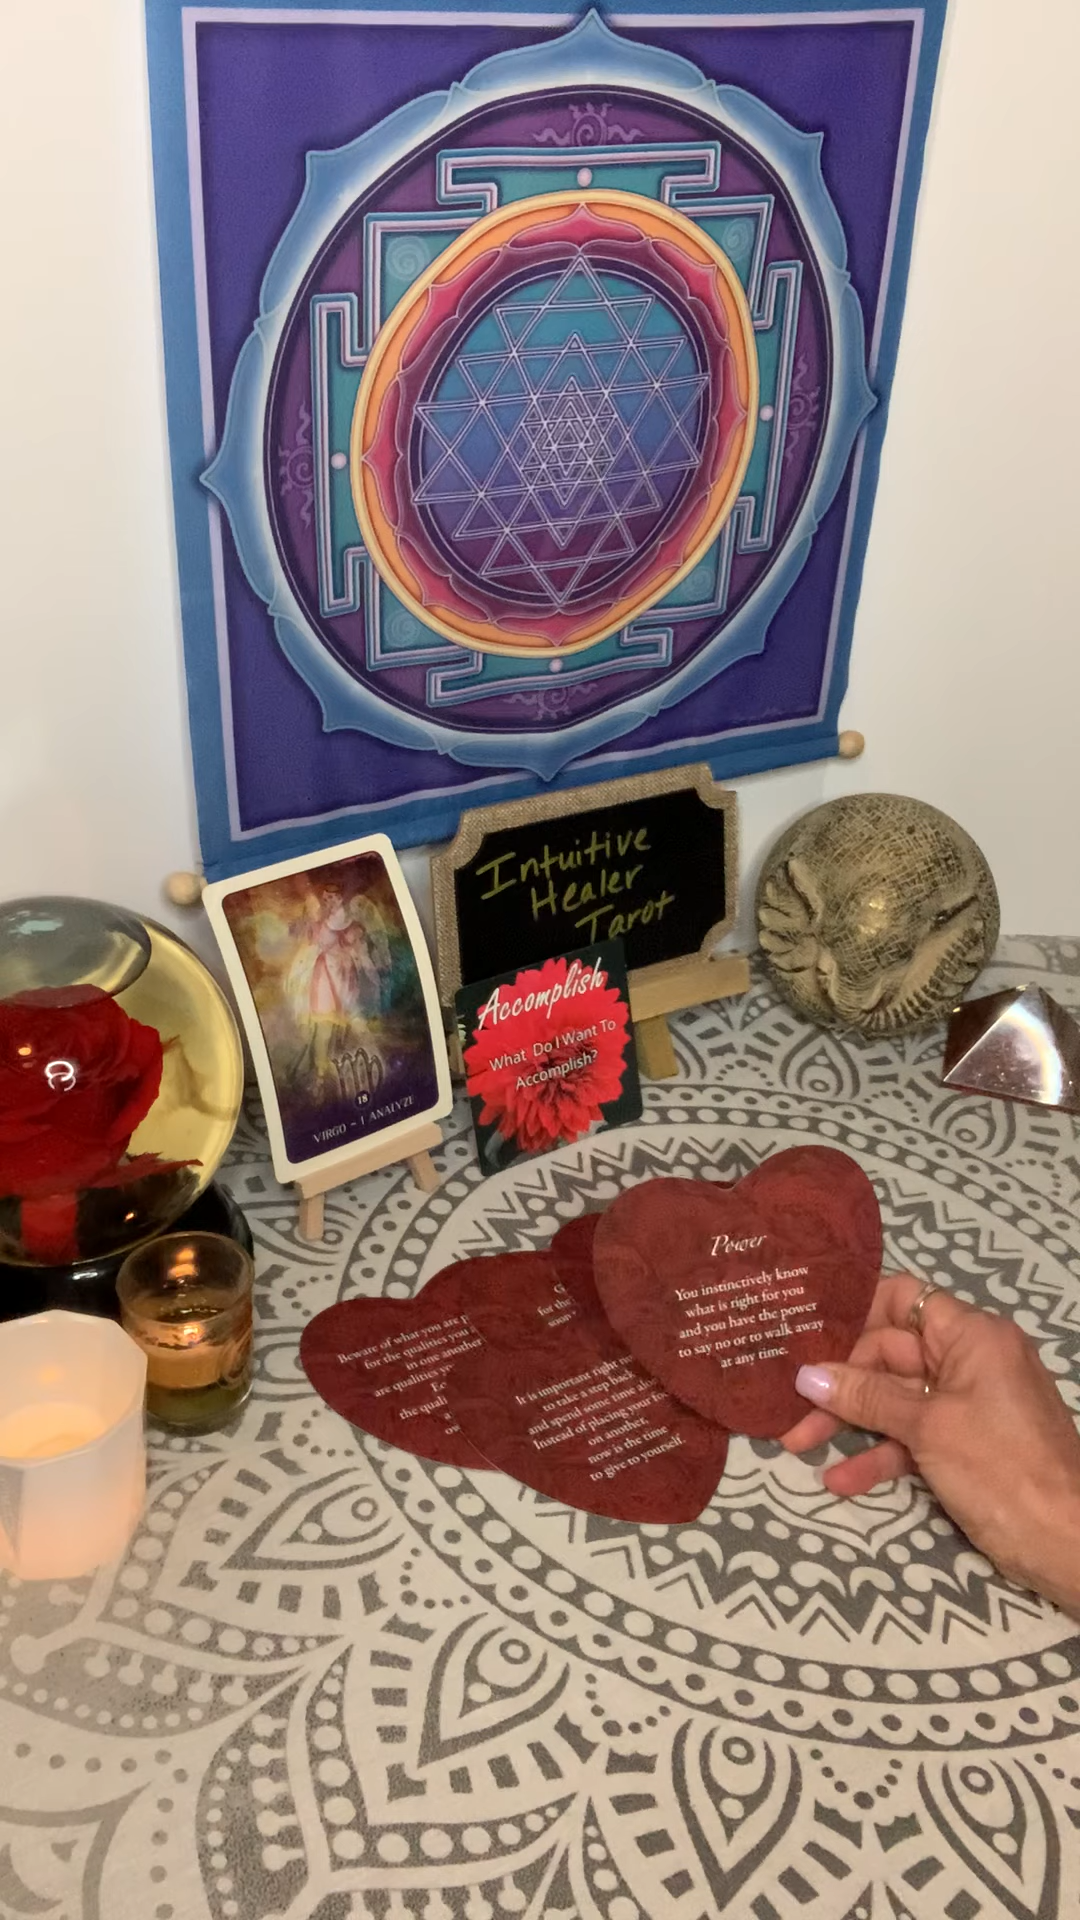 Intuitive
Healer
Tarot
18
VIRGO - I ANALYZE
Accomplish
What Do I Want To
Accomplish?
Power
You instinctively know
what is right for you
and you have the power
to say no or to walk away
at any time.
Beware of what you are
for the qualities you
in one another
are qualities
the
for the
soon
It is important right
to take a step back
and spend some time
Instead of placing your
on another,
now is the time
to give to yourself.